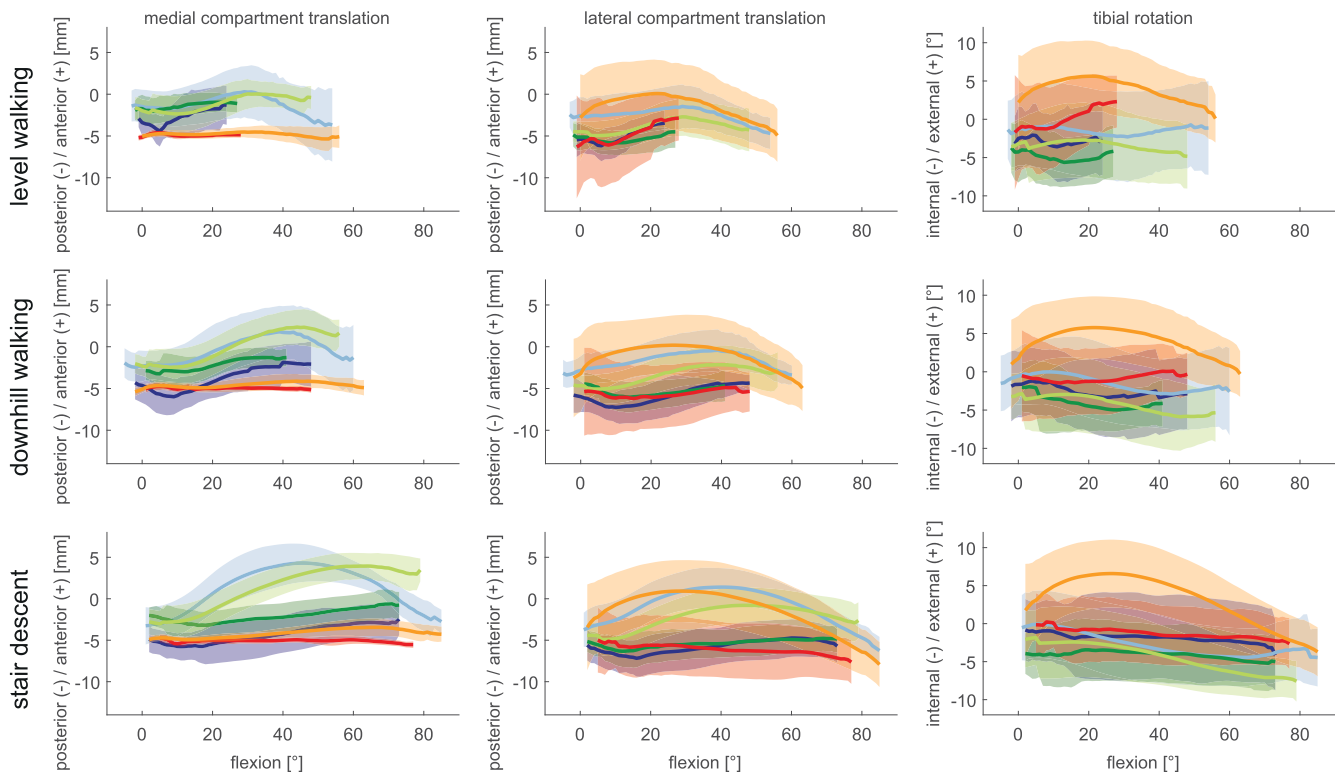 medial compartment translation
lateral compartment translation
tibial rotation
level walking
posterior (-) / anterior (+) [mm]
5
0
-5
-10
0 20 40 60 80
posterior (-) / anterior (+) [mm]
5
0
-5
-10
0 20 40 60 80
internal (-) / external (+) [°]
10
5
0
-5
-10
0 20 40 60 80
downhill walking
posterior (-) / anterior (+) [mm]
5
0
-5
-10
0 20 40 60 80
posterior (-) / anterior (+) [mm]
5
0
-5
-10
0 20 40 60 80
internal (-) / external (+) [°]
10
5
0
-5
-10
0 20 40 60 80
stair descent
posterior (-) / anterior (+) [mm]
5
0
-5
-10
0 20 40 60 80
flexion [°]
posterior (-) / anterior (+) [mm]
5
0
-5
-10
0 20 40 60 80
flexion [°]
internal (-) / external (+) [°]
10
5
0
-5
-10
0 20 40 60 80
flexion [°]